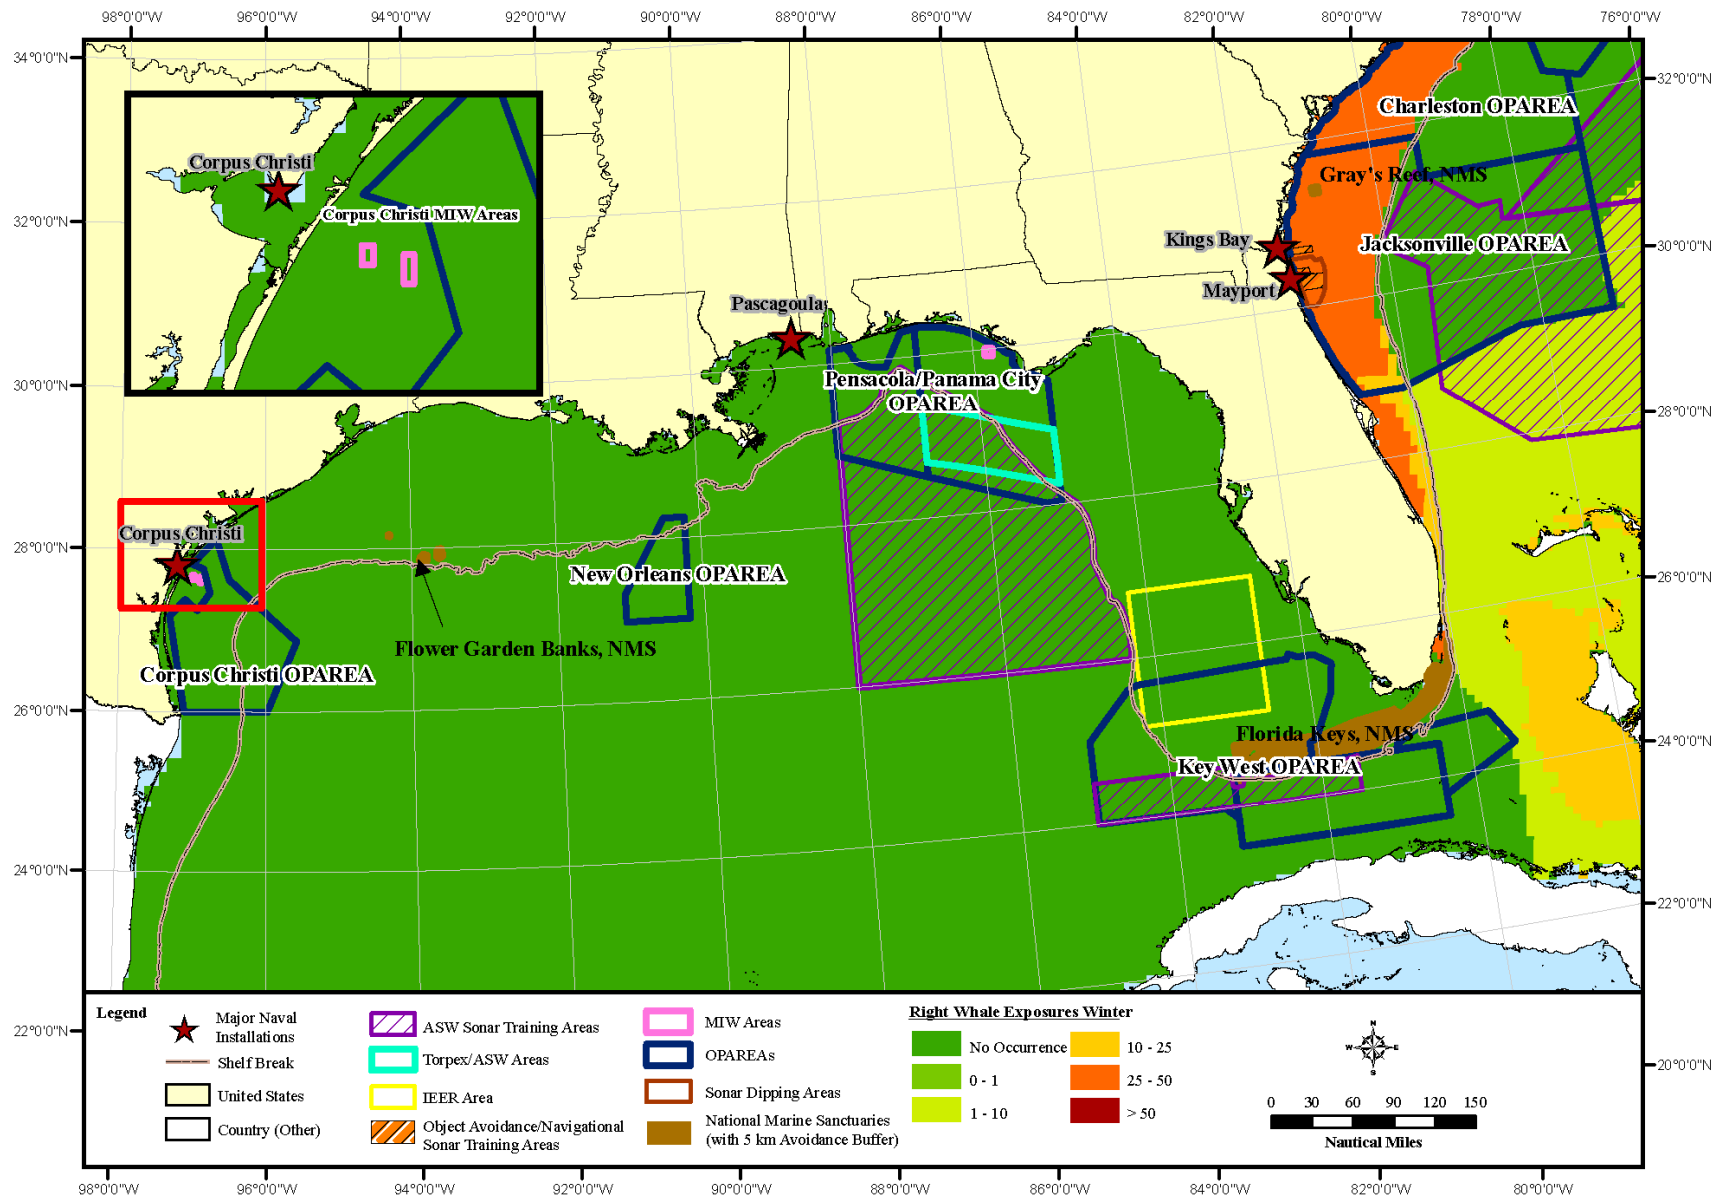 98°0'0"W 96°0'0"W 94°0'0"W 92°0'0"W 90°0'0"W 88°0'0"W 86°0'0"W 84°0'0"W 82°0'0"W 80°0'0"W 78°0'0"W 76°0'0"W
34°0'0"N
32°0'0"N
Charleston OPAREA
Corpus Christi
Gray's Reef, NMS
Corpus Christi MIW Areas
32°0'0"N
Kings Bay
Jacksonville OPAREA
30°0'0"N
Mayport
Pascagoula
30°0'0"N
Pensacola/Panama City
OPAREA
28°0'0"N
Corpus Christi
28°0'0"N
New Orleans OPAREA
26°0'0"N
Flower Garden Banks, NMS
Corpus Christi OPAREA
26°0'0"N
Florida Keys, NMS
24°0'0"N
Key West OPAREA
24°0'0"N
22°0'0"N
Legend
Major Naval
Installations
Shelf Break
United States
Country (Other)
ASW Sonar Training Areas
Torpex/ASW Areas
IEER Area
Object Avoidance/Navigational
Sonar Training Areas
MIW Areas
OPAREAs
Sonar Dipping Areas
National Marine Sanctuaries
(with 5 km Avoidance Buffer)
Right Whale Exposures Winter
No Occurrence
0 - 1
1 - 10
10 - 25
25 - 50
> 50
N
W E
S
0 30 60 90 120 150
Nautical Miles
22°0'0"N
20°0'0"N
98°0'0"W 96°0'0"W 94°0'0"W 92°0'0"W 90°0'0"W 88°0'0"W 86°0'0"W 84°0'0"W 82°0'0"W 80°0'0"W